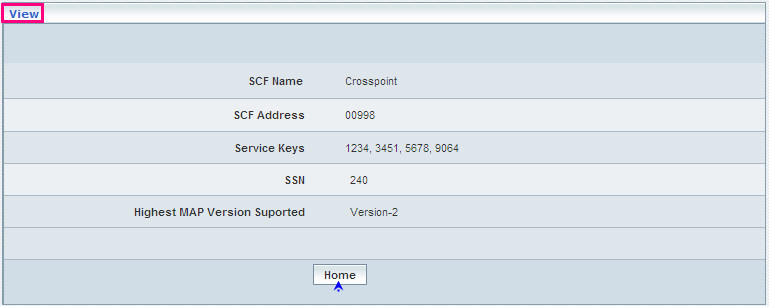 View
SCF Name Crosspoint
SCF Address 00998
Service Keys 1234, 3451, 5678, 9064
SSN 240
Highest MAP Version Suported Version-2
Home